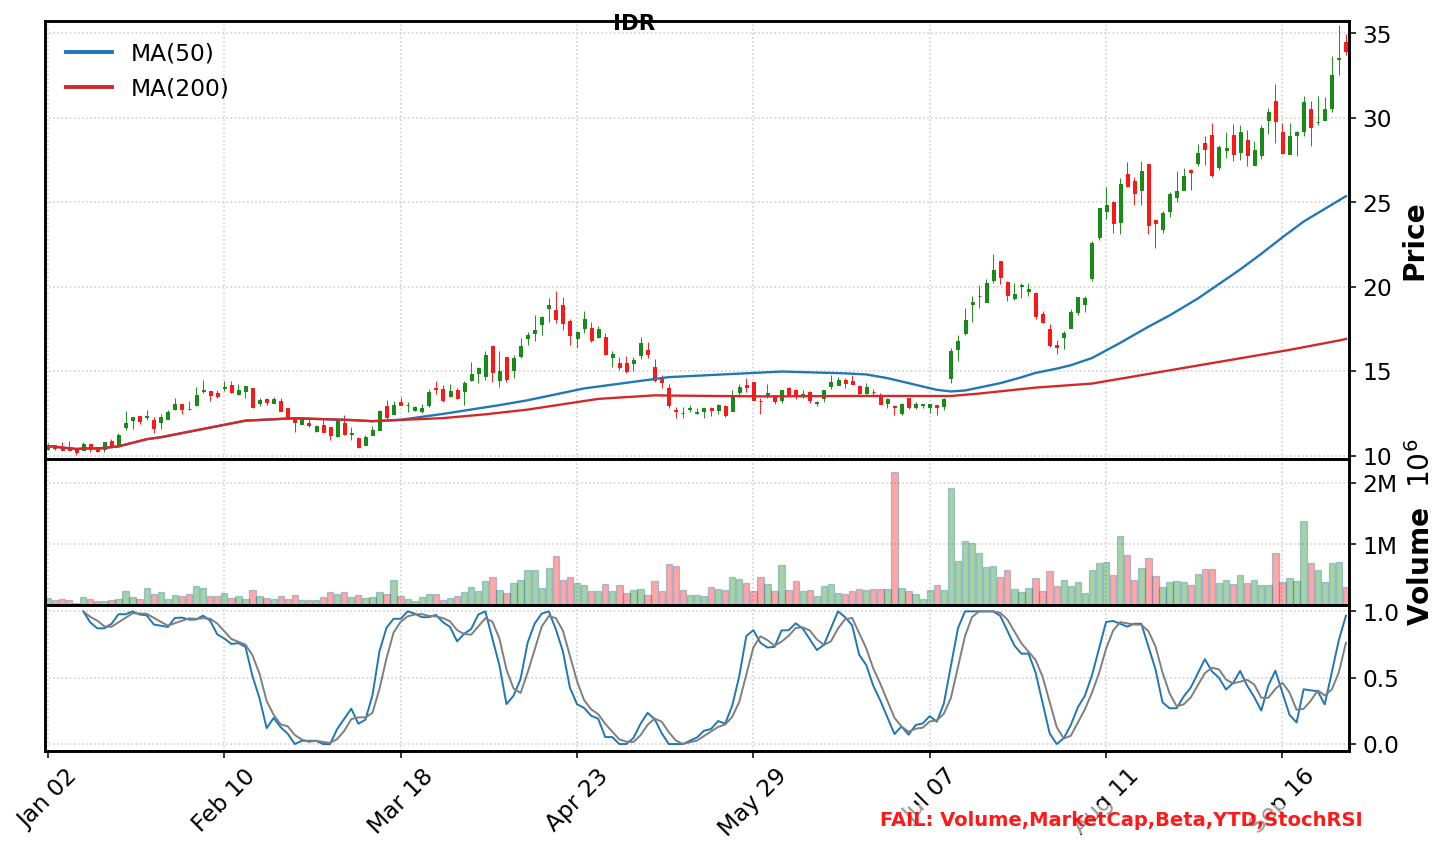 IDR
MA(50)
MA(200)
35
30
25
20
15
10
Price
2M
1M
Volume 10⁶
1.0
0.5
0.0
Jan 02
Feb 10
Mar 18
Apr 23
May 29
Jul 07
Aug 11
Sep 16
FAIL: Volume,MarketCap,Beta,YTD,StochRSI